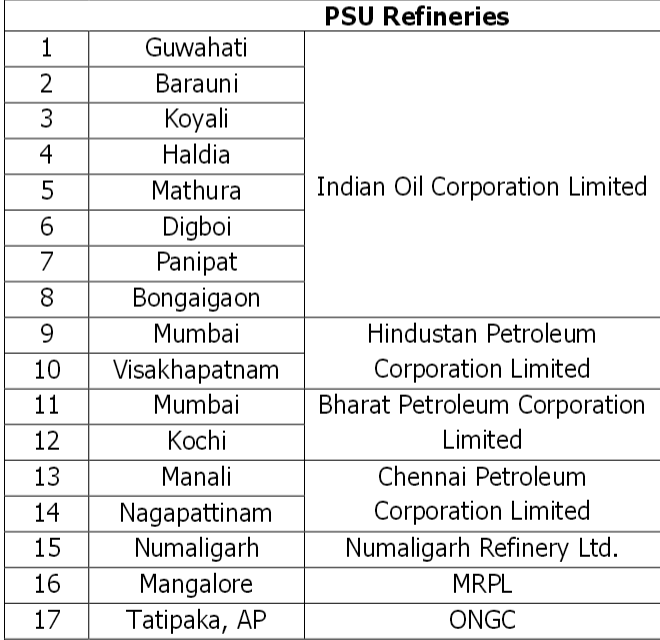 PSU Refineries
1 Guwahati
2 Barauni
3 Koyali
4 Haldia
5 Mathura Indian Oil Corporation Limited
6 Digboi
7 Panipat
8 Bongaigaon
9 Mumbai Hindustan Petroleum
10 Visakhapatnam Corporation Limited
11 Mumbai Bharat Petroleum Corporation
12 Kochi Limited
13 Manali Chennai Petroleum
14 Nagapattinam Corporation Limited
15 Numaligarh Numaligarh Refinery Ltd.
16 Mangalore MRPL
17 Tatipaka, AP ONGC